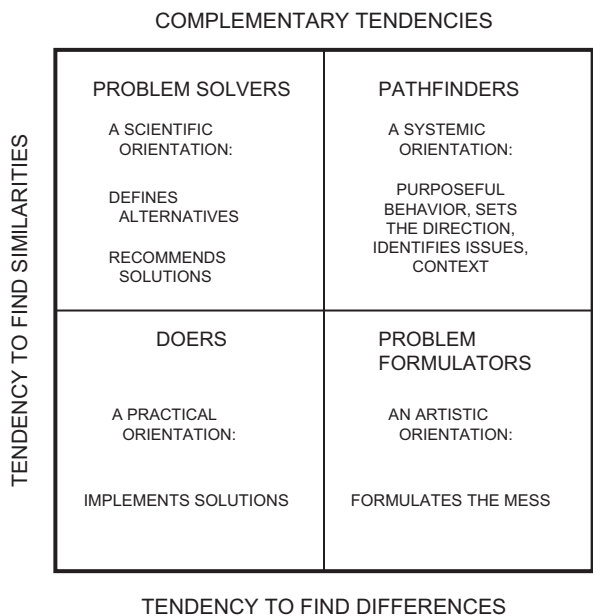 COMPLEMENTARY TENDENCIES
TENDENCY TO FIND SIMILARITIES
PROBLEM SOLVERS
A SCIENTIFIC
ORIENTATION:
DEFINES
ALTERNATIVES
RECOMMENDS
SOLUTIONS
PATHFINDERS
A SYSTEMIC
ORIENTATION:
PURPOSEFUL
BEHAVIOR, SETS
THE DIRECTION,
IDENTIFIES ISSUES,
CONTEXT
DOERS
A PRACTICAL
ORIENTATION:
IMPLEMENTS SOLUTIONS
PROBLEM
FORMULATORS
AN ARTISTIC
ORIENTATION:
FORMULATES THE MESS
TENDENCY TO FIND DIFFERENCES